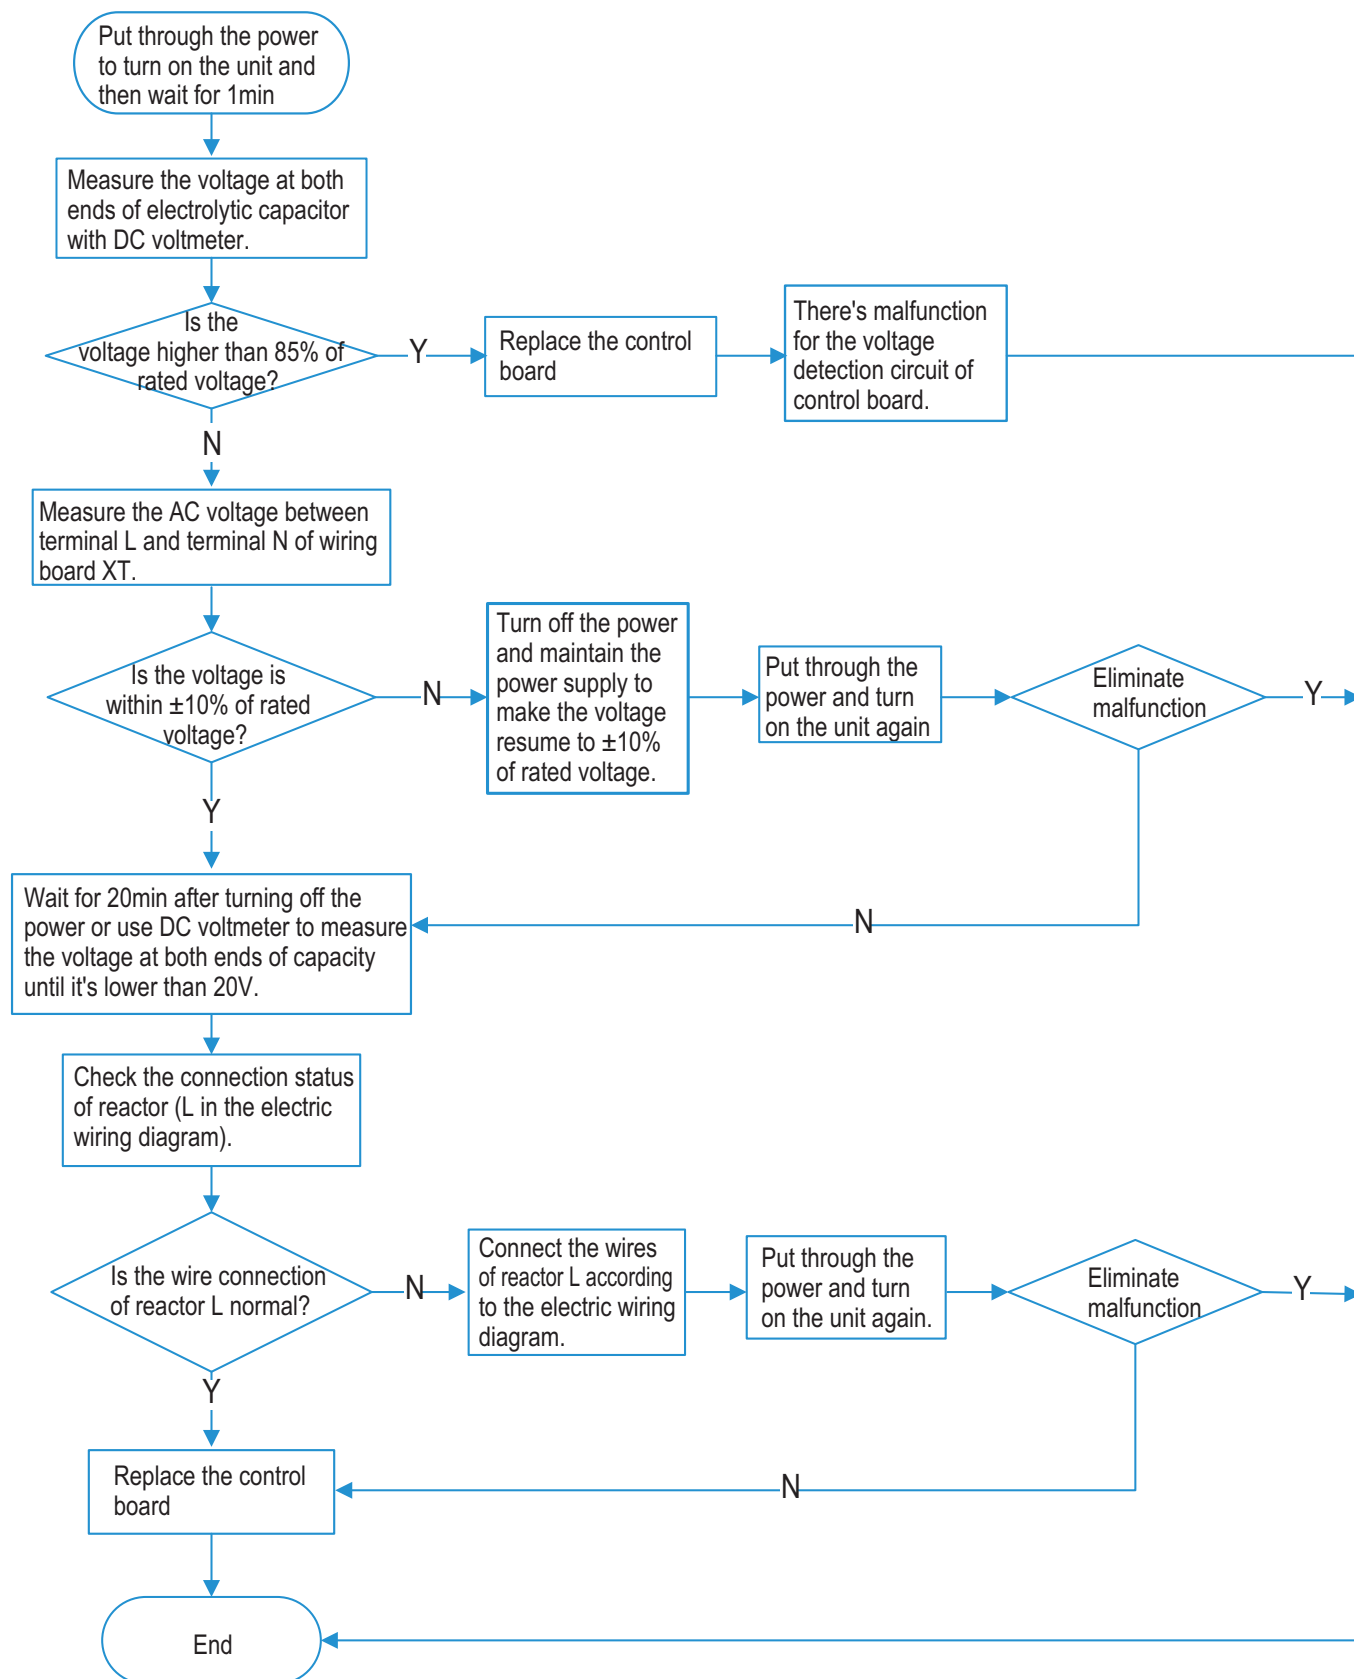 Put through the power
to turn on the unit and
then wait for 1min
Measure the voltage at both
ends of electrolytic capacitor
with DC voltmeter.
Is the
voltage higher than 85% of
rated voltage?
Y
Replace the control
board
There's malfunction
for the voltage
detection circuit of
control board.
N
Measure the AC voltage between
terminal L and terminal N of wiring
board XT.
Is the voltage is
within ±10% of rated
voltage?
N
Turn off the power
and maintain the
power supply to
make the voltage
resume to ±10%
of rated voltage.
Put through the
power and turn
on the unit again
Eliminate
malfunction
Y
Y
N
Wait for 20min after turning off the
power or use DC voltmeter to measure
the voltage at both ends of capacity
until it's lower than 20V.
Check the connection status
of reactor (L in the electric
wiring diagram).
Is the wire connection
of reactor L normal?
N
Connect the wires
of reactor L according
to the electric wiring
diagram.
Put through the
power and turn
on the unit again.
Eliminate
malfunction
Y
Y
N
Replace the control
board
End